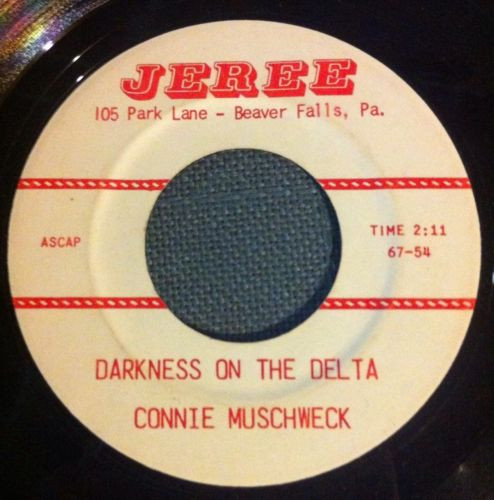 JEREE
105 Park Lane - Beaver Falls, Pa.
ASCAP
TIME 2:11
67-54
DARKNESS ON THE DELTA
CONNIE MUSCHWECK